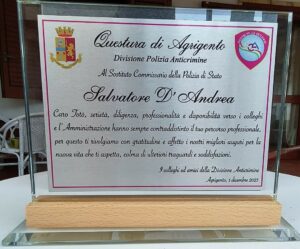 Questura di Agrigento
Divisione Polizia Anticrimine
Al Sostituto Commissario della Polizia di Stato
Salvatore D'Andrea
Caro Toto, serietà, diligenza, professionalità e disponibilità verso i colleghi
e l'Amministrazione hanno sempre contraddistinto il tuo percorso professionale,
per questo ti rivolgiamo con gratitudine e affetto i nostri migliori auguri per la
nuova vita che ti aspetta, colma di ulteriori traguardi e soddisfazioni.
I colleghi ed amici della Divisione Anticrimine
Agrigento, 1 dicembre 2023